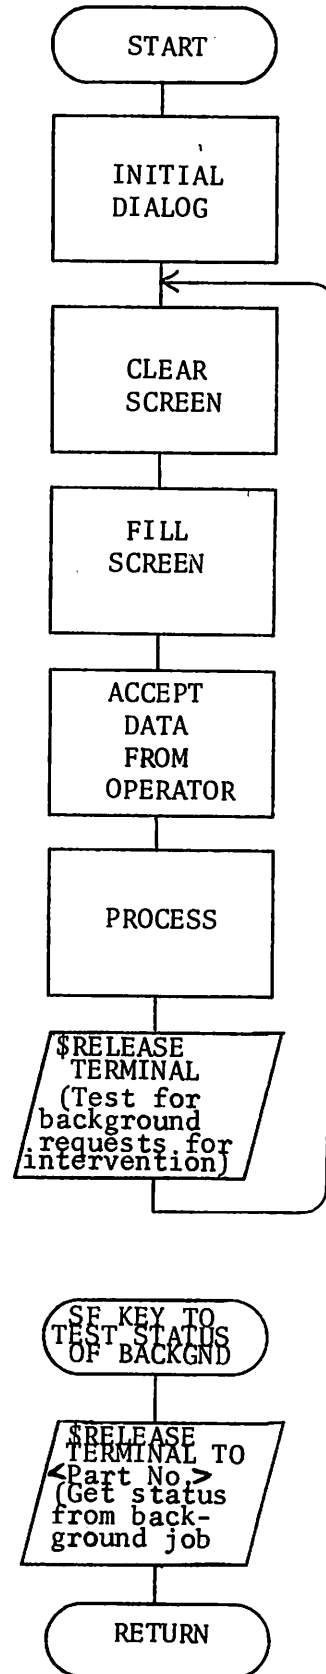 START
INITIAL
DIALOG
CLEAR
SCREEN
FILL
SCREEN
ACCEPT
DATA
FROM
OPERATOR
PROCESS
$RELEASE
TERMINAL
(Test for
background
requests for
intervention)
SF KEY TO
TEST STATUS
OF BACKGND
$RELEASE
TERMINAL TO
<Part No.>
(Get status
from back-
ground job
RETURN